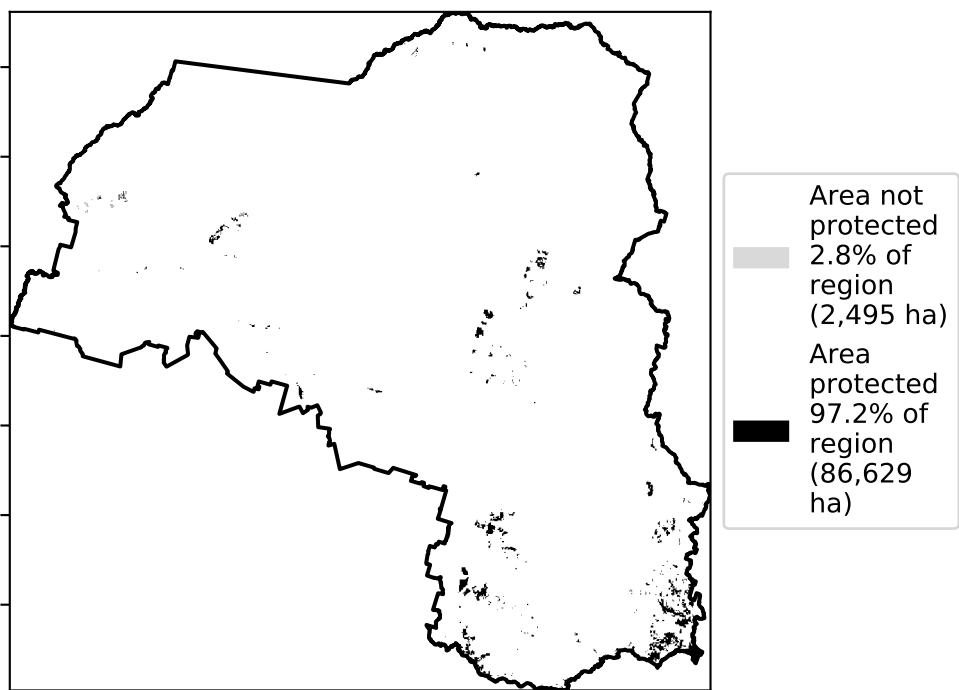 Area not
protected
2.8% of
region
(2,495 ha)
Area
protected
97.2% of
region
(86,629
ha)